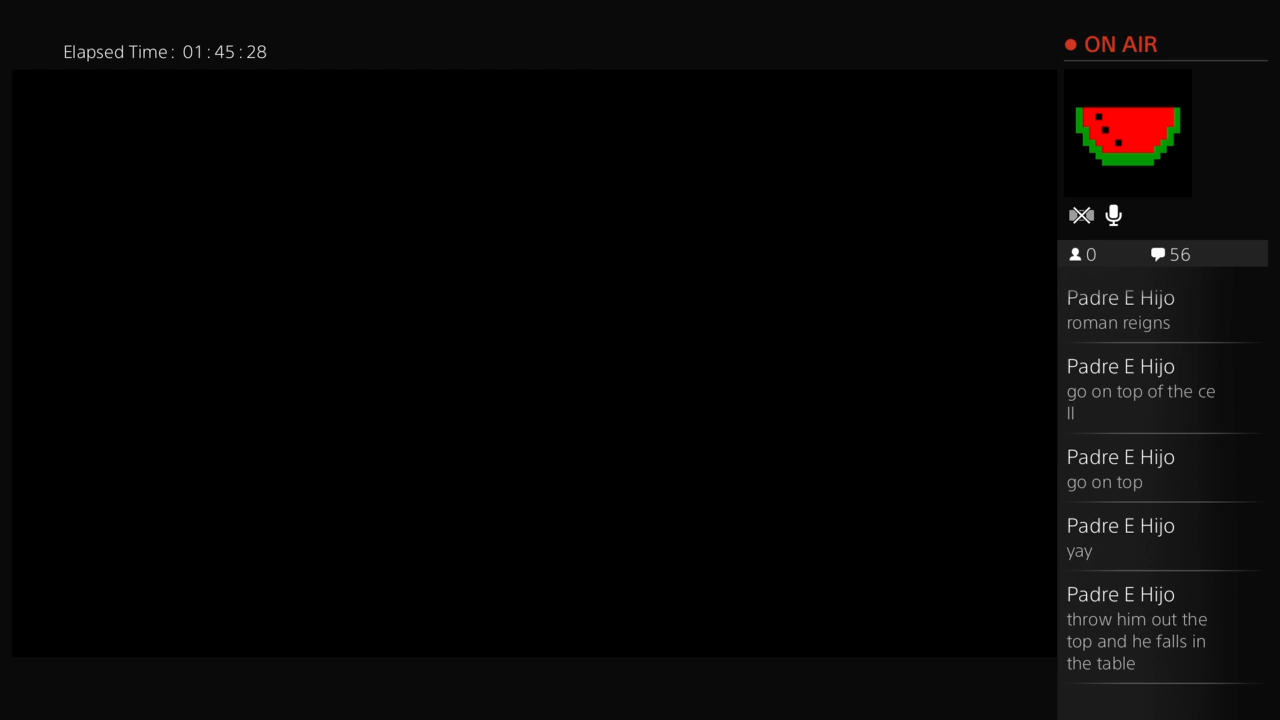 Elapsed Time: 01:45:28
ON AIR
0 56
Padre E Hijo
roman reigns
Padre E Hijo
go on top of the ce
ll
Padre E Hijo
go on top
Padre E Hijo
yay
Padre E Hijo
throw him out the
top and he falls in
the table